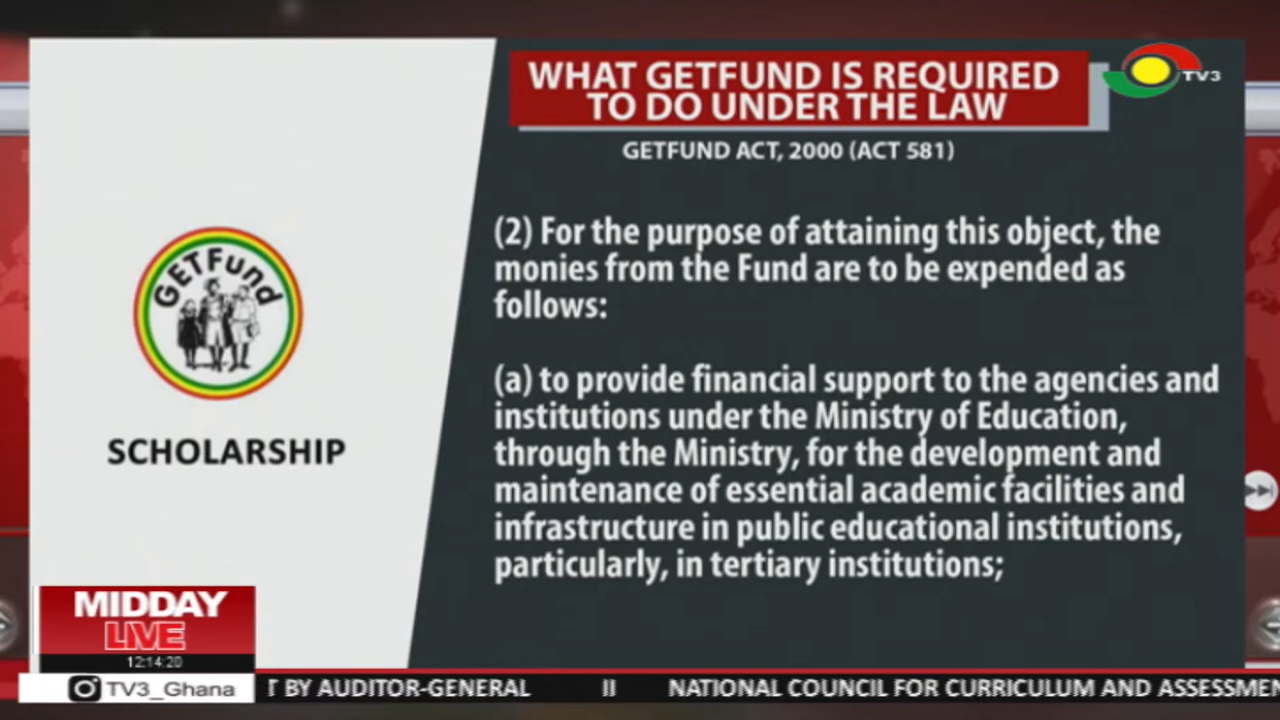 WHAT GETFUND IS REQUIRED
TO DO UNDER THE LAW
TV3
GETFUND ACT, 2000 (ACT 581)
(2) For the purpose of attaining this object, the
monies from the Fund are to be expended as
follows:
(a) to provide financial support to the agencies and
institutions under the Ministry of Education,
through the Ministry, for the development and
maintenance of essential academic facilities and
infrastructure in public educational institutions,
particularly, in tertiary institutions;
GETFund
SCHOLARSHIP
MIDDAY
LIVE
12:14:20
TV3_Ghana
T BY AUDITOR-GENERAL II NATIONAL COUNCIL FOR CURRICULUM AND ASSESSMEN